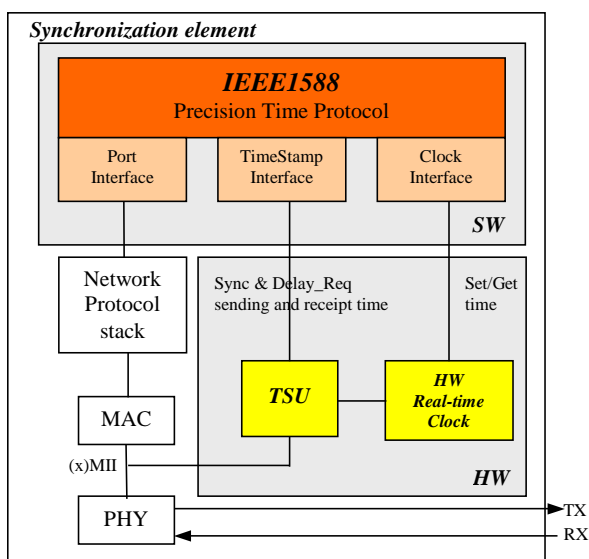 Synchronization element
IEEE1588
Precision Time Protocol
Port
Interface
TimeStamp
Interface
Clock
Interface
SW
Network
Protocol
stack
Sync & Delay_Req
sending and receipt time
Set/Get
time
TSU
HW
Real-time
Clock
MAC
(x)MII
HW
PHY
TX
RX